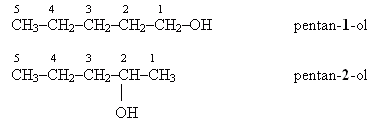 5 4 3 2 1
CH3–CH2–CH2–CH2–CH2–OH pentan-1-ol
5 4 3 2 1
CH3–CH2–CH2–CH–CH3 pentan-2-ol
OH